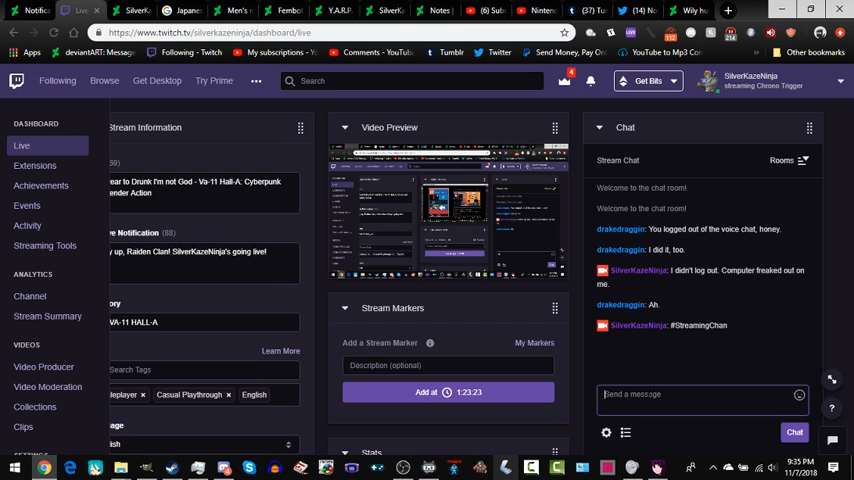 Notifica
Live
SilverK
Japane
Men's r
Fembot
Y.A.R.P.
SilverKa
Notes |
(6) Sub
Nintenc
(37) Tun
(14) No
Wily hu
https://www.twitch.tv/silverkazeninja/dashboard/live
Apps
deviantART: Message
Following - Twitch
My subscriptions - Yo
Comments - YouTube
Tumblr
Twitter
Send Money, Pay Onl
YouTube to Mp3 Con
Other bookmarks
Following
Browse
Get Desktop
Try Prime
Search
4
Get Bits
SilverKazeNinja
streaming Chrono Trigger
DASHBOARD
Live
Extensions
Achievements
Events
Activity
Streaming Tools
ANALYTICS
Channel
Stream Summary
VIDEOS
Video Producer
Video Moderation
Collections
Clips
Stream Information
ear to Drunk I'm not God - Va-11 Hall-A: Cyberpunk
ender Action
ve Notification (88)
y up, Raiden Clan! SilverKazeNinja's going live!
ory
VA-11 HALL-A
Learn More
Search Tags
leplayer
Casual Playthrough
English
uage
lish
Video Preview
Stream Markers
Add a Stream Marker
My Markers
Description (optional)
Add at 1:23:23
Stats
Chat
Stream Chat
Rooms
Welcome to the chat room!
Welcome to the chat room!
drakedraggin: You logged out of the voice chat, honey.
drakedraggin: I did it, too.
SilverKazeNinja: I didn't log out. Computer freaked out on
me.
drakedraggin: Ah.
SilverKazeNinja: #StreamingChan
Send a message
Chat
9:35 PM
11/7/2018